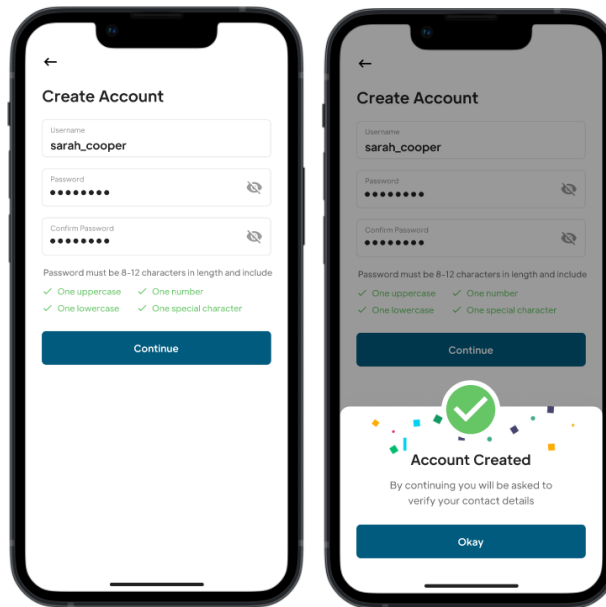 Create Account
Username
sarah_cooper
Password
Confirm Password
Password must be 8-12 characters in length and include
One uppercase One number
One lowercase One special character
Continue
Create Account
Username
sarah_cooper
Password
Confirm Password
Password must be 8-12 characters in length and include
One uppercase One number
One lowercase One special character
Continue
Account Created
By continuing you will be asked to
verify your contact details
Okay